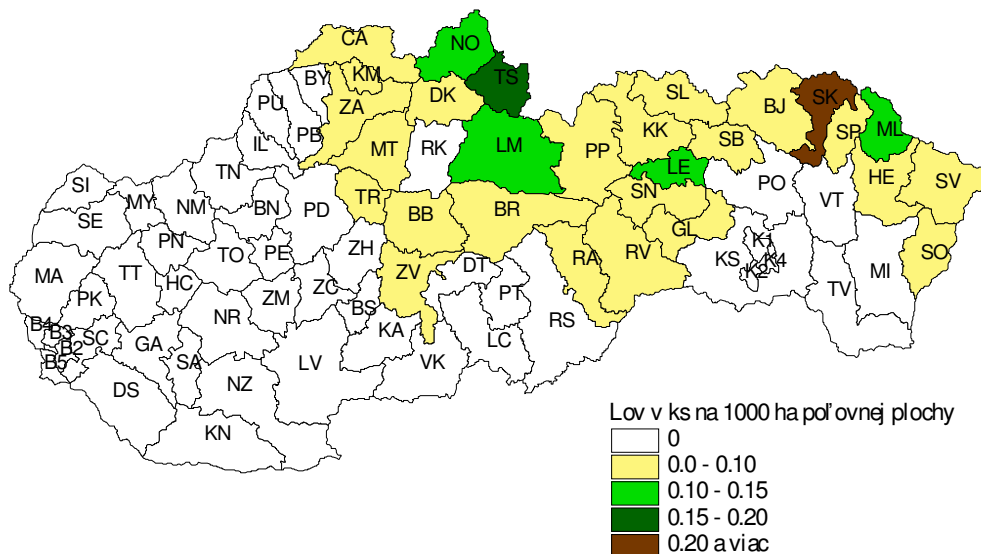 CA
NO
BY
KM
TS
PU
ZA
DK
SL
BJ
SK
PB
IL
MT
RK
LM
PP
KK
SB
SP
ML
TN
LE
SI
MY
NM
BN
PD
TR
BB
BR
SN
PO
VT
HE
SV
SE
PN
TO
PE
ZH
ZV
DT
RA
RV
GL
KS
K1
K4
K2
SO
MA
TT
HC
ZM
ZC
BS
PT
MI
PK
TV
B4
B3
SC
B2
B5
GA
NR
KA
LC
RS
SA
NZ
LV
VK
DS
KN
Lov v ks na 1000 ha poľovnej plochy
0
0.0 - 0.10
0.10 - 0.15
0.15 - 0.20
0.20 a viac